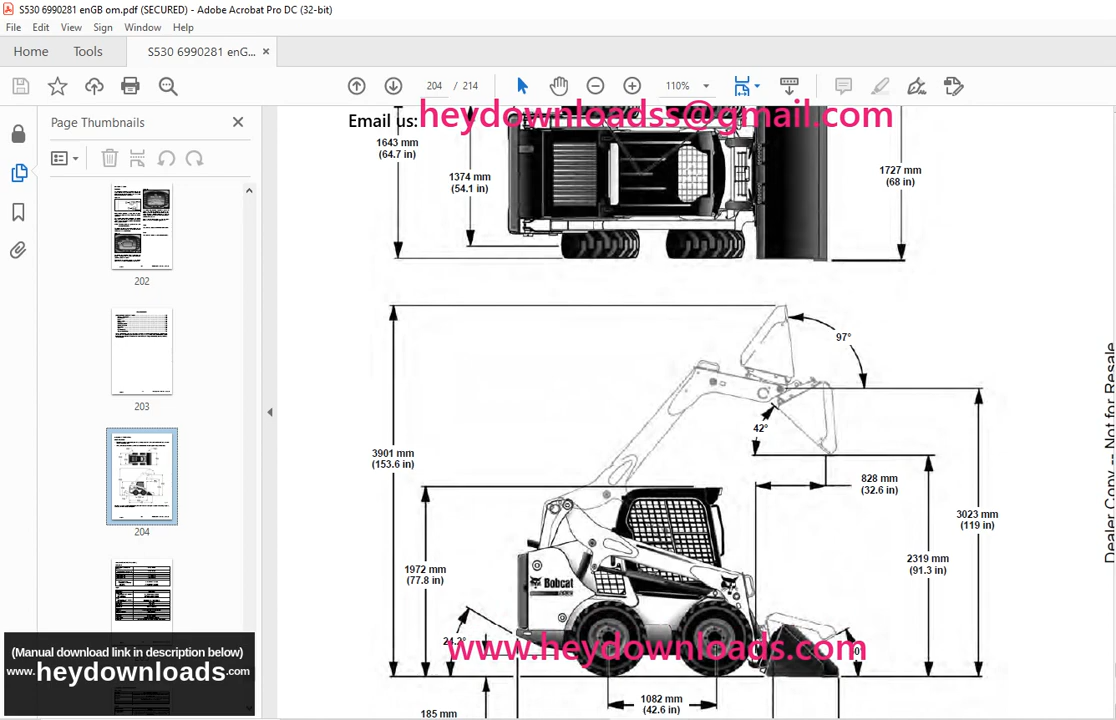 S530 6990281 enGB om.pdf (SECURED) - Adobe Acrobat Pro DC (32-bit)
File Edit View Sign Window Help
Home Tools S530 6990281 enG... ×
204 / 214 110%
Page Thumbnails
202
203
204
Email us: heydownloadss@gmail.com
1643 mm
(64.7 in)
1374 mm
(54.1 in)
1727 mm
(68 in)
97°
42°
3901 mm
(153.6 in)
828 mm
(32.6 in)
3023 mm
(119 in)
2319 mm
(91.3 in)
1972 mm
(77.8 in)
Bobcat
24.2°
www.heydownloads.com
1082 mm
(42.6 in)
185 mm
Dealer Copy -- Not for Resale
(Manual download link in description below)
www.heydownloads.com